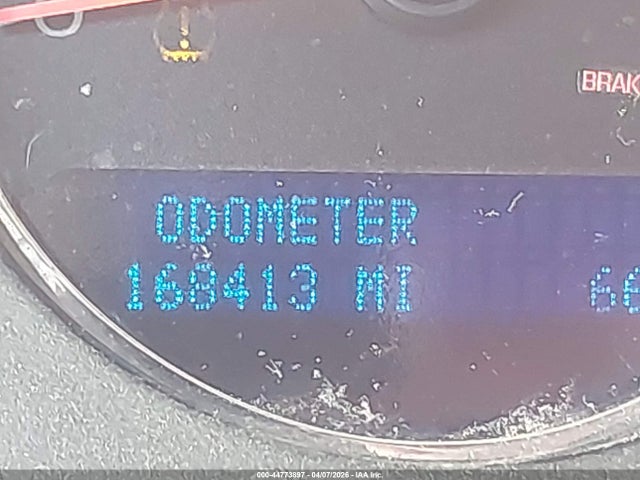 BRAK
ODOMETER
168413 MI
000-44773897 - 04/07/2026 - IAA Inc.